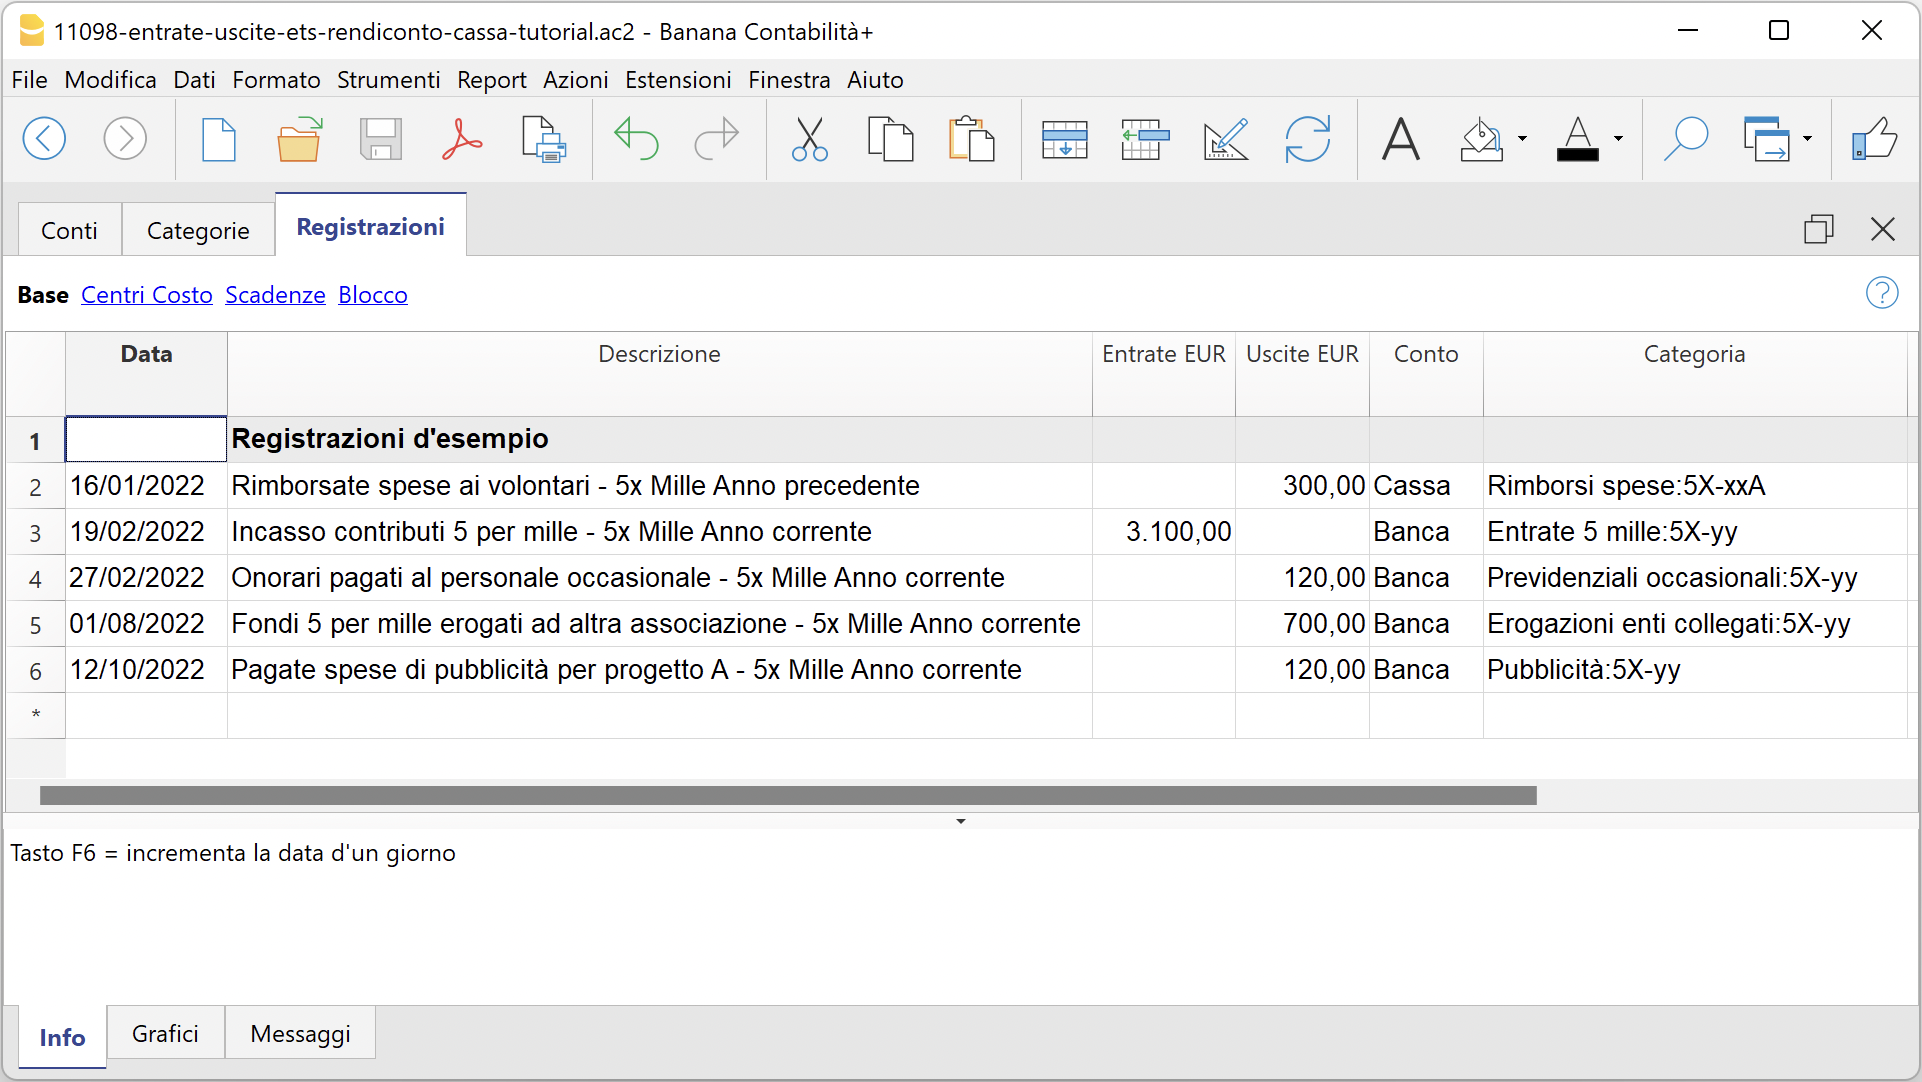 11098-entrate-uscite-ets-rendiconto-cassa-tutorial.ac2 - Banana Contabilità+
File Modifica Dati Formato Strumenti Report Azioni Estensioni Finestra Aiuto
Conti Categorie Registrazioni
Base Centri Costo Scadenze Blocco
Data Descrizione Entrate EUR Uscite EUR Conto Categoria
1 Registrazioni d'esempio
2 16/01/2022 Rimborsate spese ai volontari - 5x Mille Anno precedente 300,00 Cassa Rimborsi spese:5X-xxA
3 19/02/2022 Incasso contributi 5 per mille - 5x Mille Anno corrente 3.100,00 Banca Entrate 5 mille:5X-yy
4 27/02/2022 Onorari pagati al personale occasionale - 5x Mille Anno corrente 120,00 Banca Previdenziali occasionali:5X-yy
5 01/08/2022 Fondi 5 per mille erogati ad altra associazione - 5x Mille Anno corrente 700,00 Banca Erogazioni enti collegati:5X-yy
6 12/10/2022 Pagate spese di pubblicità per progetto A - 5x Mille Anno corrente 120,00 Banca Pubblicità:5X-yy
*
Tasto F6 = incrementa la data d'un giorno
Info Grafici Messaggi